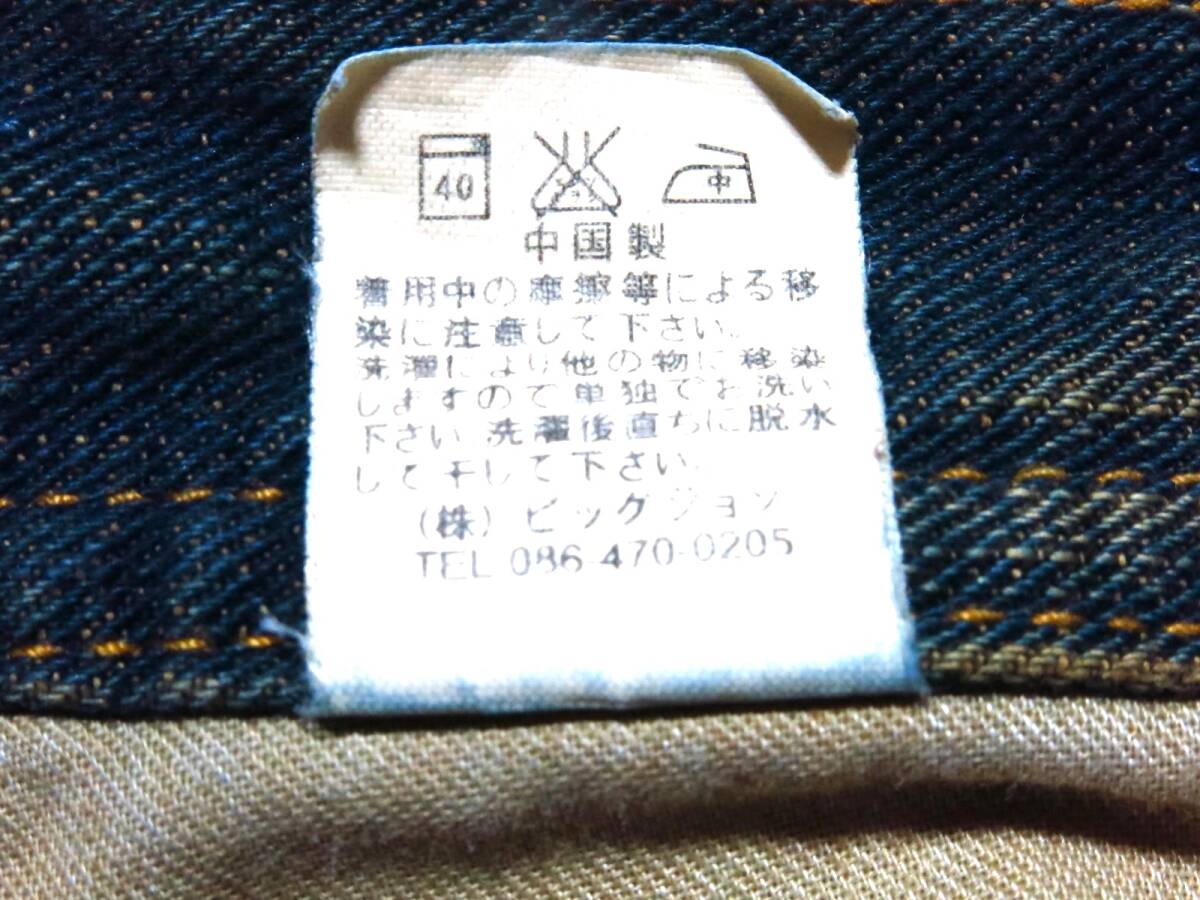 40
中
中国製
着用中の摩擦等による移
染に注意して下さい。
洗濯により他の物に移染
しますので単独でお洗い
下さい。洗濯後直ちに脱水
して干して下さい。
(株)ビッグジョン
TEL 086-470-0205